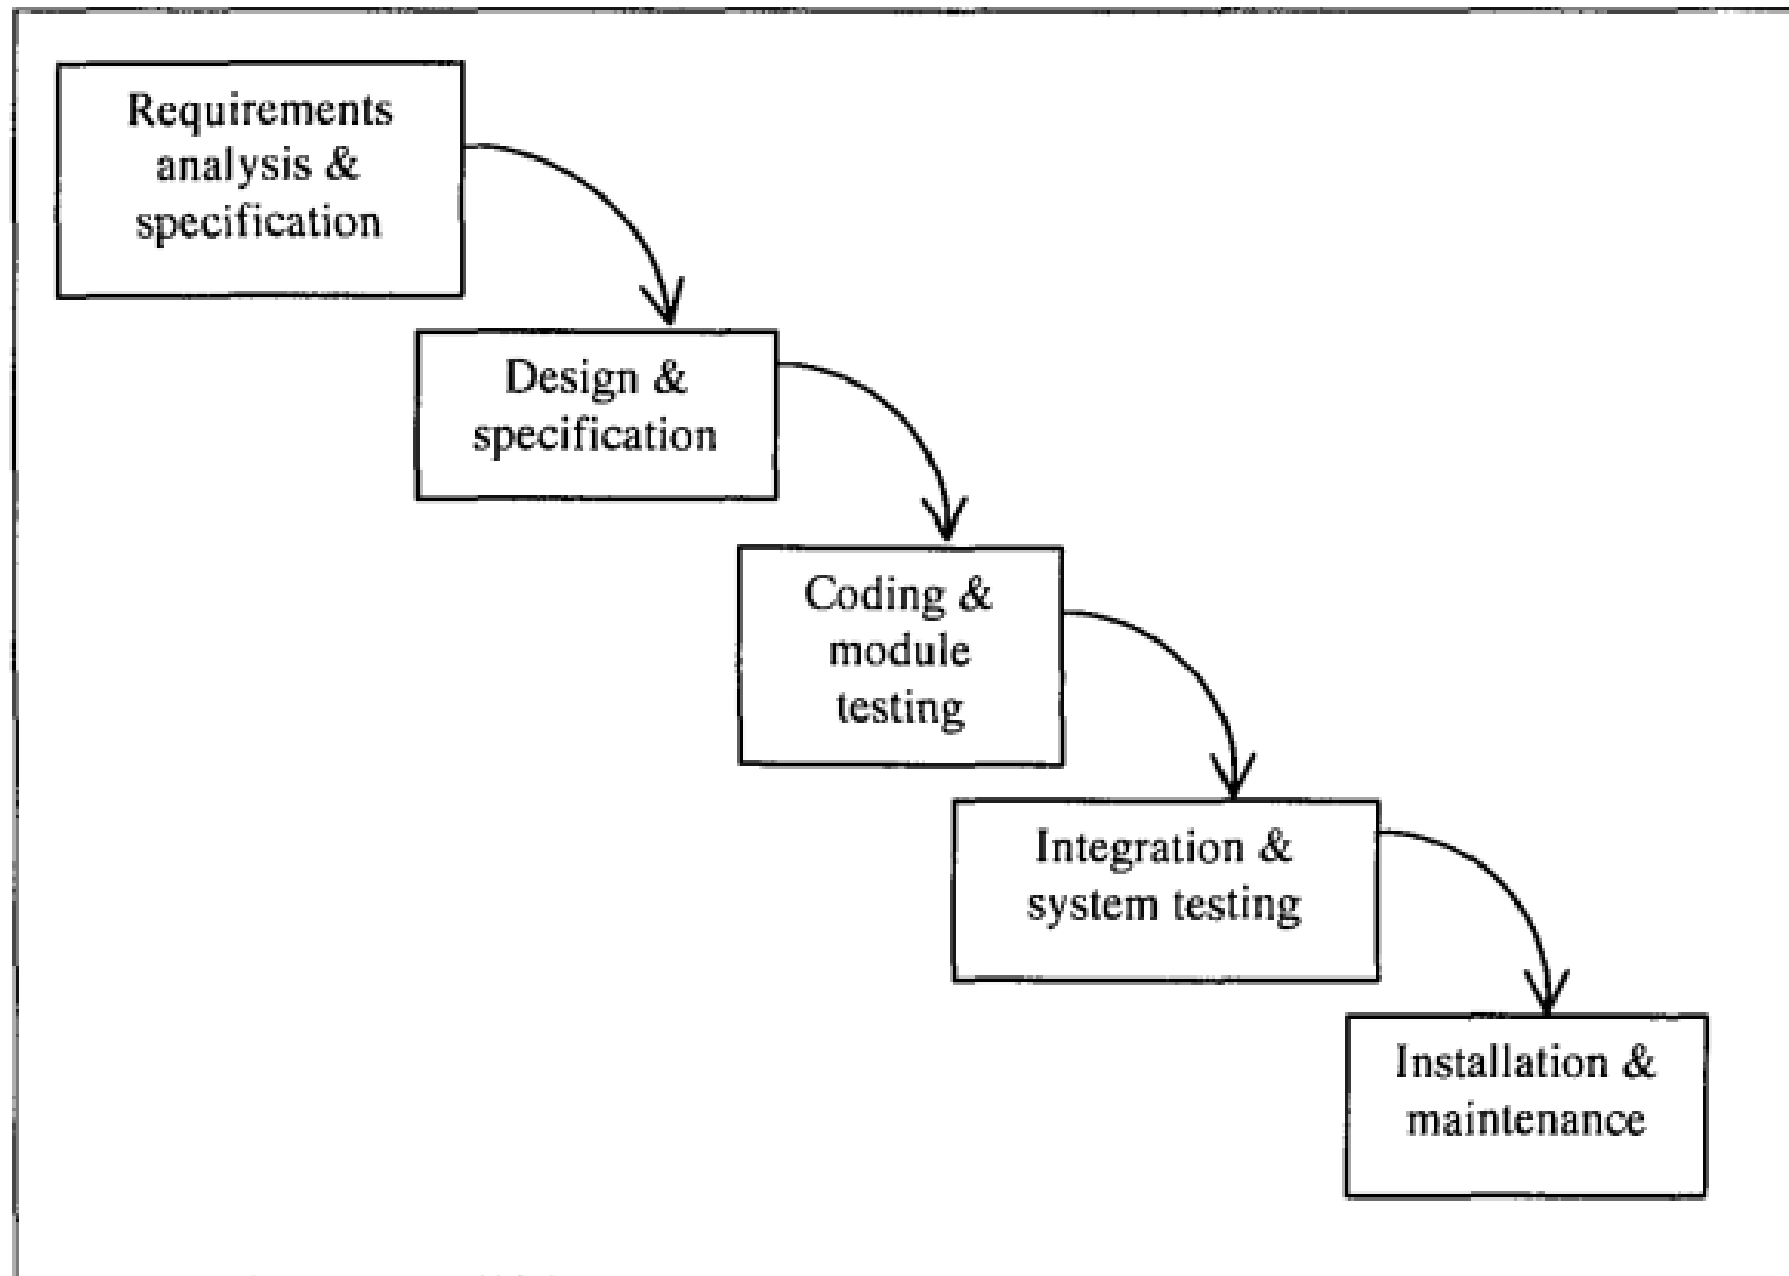 Requirements
analysis &
specification
Design &
specification
Coding &
module
testing
Integration &
system testing
Installation &
maintenance